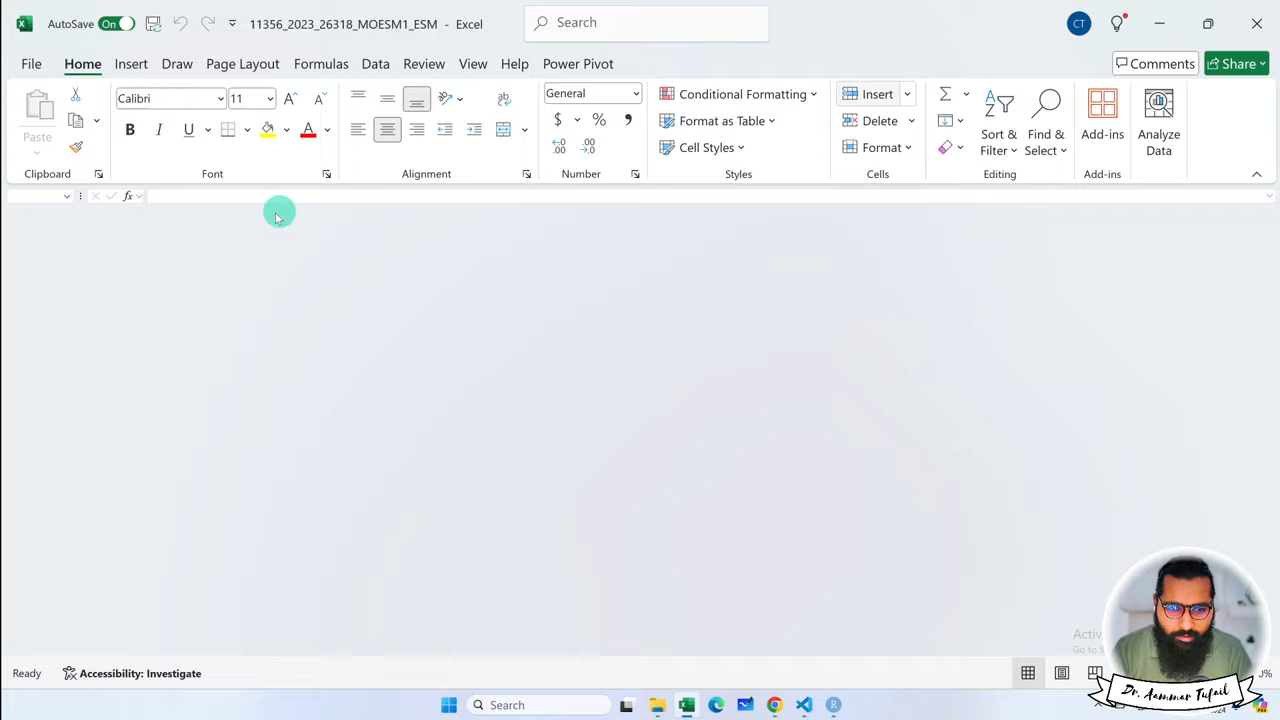 AutoSave On 11356_2023_26318_MOESM1_ESM - Excel Search CT
File Home Insert Draw Page Layout Formulas Data Review View Help Power Pivot Comments Share
Paste Calibri 11 General Conditional Formatting Insert Sort & Filter Find & Select Add-ins Analyze Data
B I U A $ % Format as Table Delete
Cell Styles Format
Clipboard Font Alignment Number Styles Cells Editing Add-ins
fx
Activ
Go to S
Ready Accessibility: Investigate
Dr. Aammar Tufail
Search